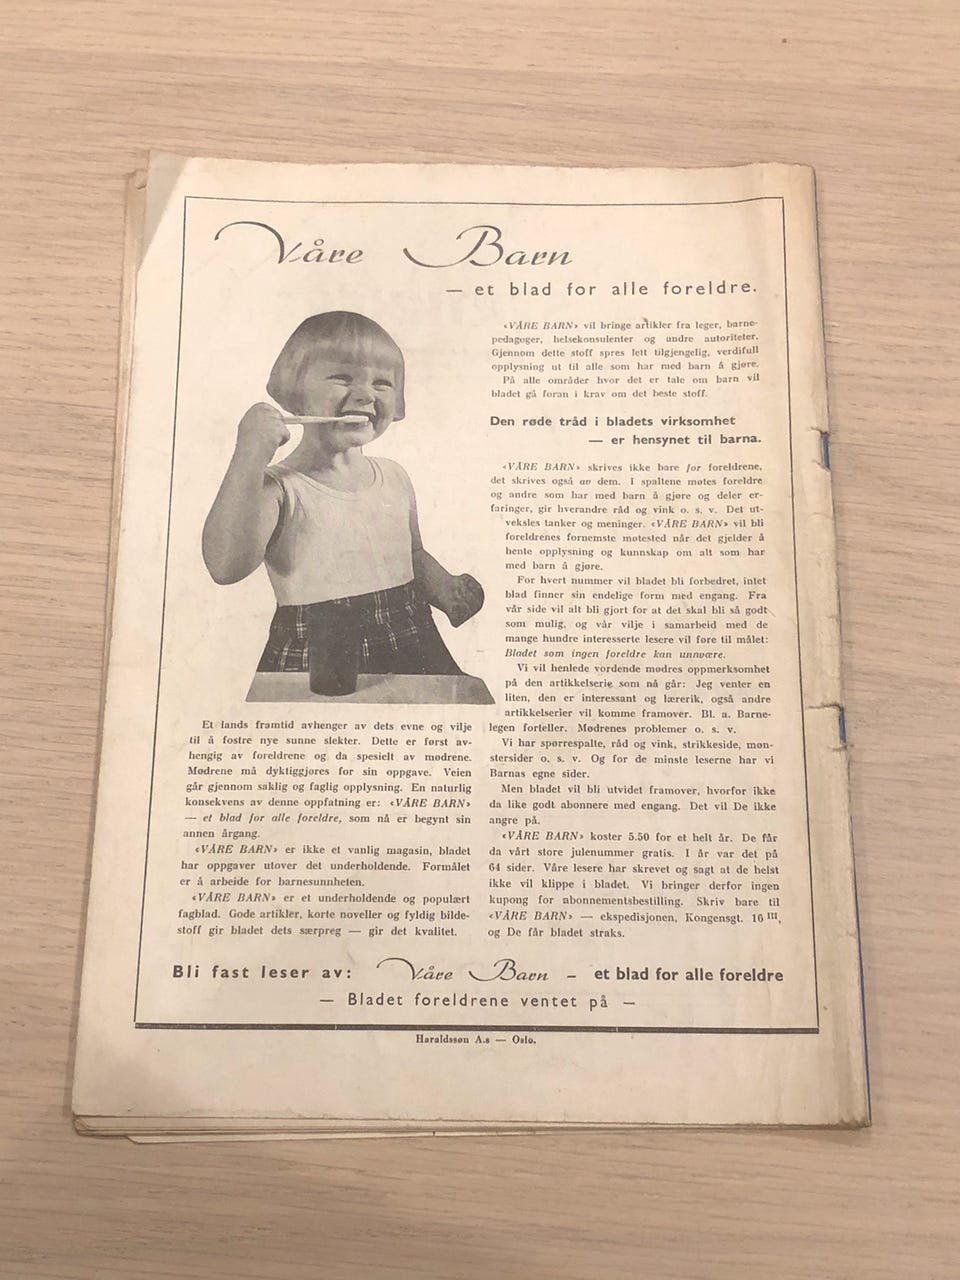 Våre Barn
— et blad for alle foreldre.
Et lands framtid avhenger av dets evne og vilje
til å fostre nye sunne slekter. Dette er først av-
hengig av foreldrene og da spesielt av mødrene.
Mødrene må dyktiggjøres for sin oppgave. Veien
går gjennom saklig og faglig opplysning. En naturlig
konsekvens av denne oppfatning er: «VÅRE BARN»
— et blad for alle foreldre, som nå er begynt sin
annen årgang.
«VÅRE BARN» er ikke et vanlig magasin, bladet
har oppgaver utover det underholdende. Formålet
er å arbeide for barnesunnheten.
«VÅRE BARN» er et underholdende og populært
fagblad. Gode artikler, korte noveller og fyldig bilde-
stoff gir bladet dets særpreg — gir det kvalitet.
«VÅRE BARN» vil bringe artikler fra leger, barne-
pedagoger, helsekonsulenter og andre autoriteter.
Gjennom dette stoff spres lett tilgjengelig, verdifull
opplysning ut til alle som har med barn å gjøre.
På alle områder hvor det er tale om barn vil
bladet gå foran i krav om det beste stoff.
Den røde tråd i bladets virksomhet
— er hensynet til barna.
«VÅRE BARN» skrives ikke bare for foreldrene,
det skrives også av dem. I spaltene møtes foreldre
og andre som har med barn å gjøre og deler er-
faringer, gir hverandre råd og vink o. s. v. Det ut-
veksles tanker og meninger. «VÅRE BARN» vil bli
foreldrenes fornemste møtested når det gjelder å
hente opplysning og kunnskap om alt som har
med barn å gjøre.
For hvert nummer vil bladet bli forbedret, intet
blad finner sin endelige form med engang. Fra
vår side vil alt bli gjort for at det skal bli så godt
som mulig, og vår vilje i samarbeid med de
mange hundre interesserte lesere vil føre til målet:
Bladet som ingen foreldre kan unnvære.
Vi vil henlede vordende mødres oppmerksomhet
på den artikkelserie som nå går: Jeg venter en
liten, den er interessant og lærerik, også andre
artikkelserier vil komme framover. Bl. a. Barne-
legen forteller. Mødrenes problemer o. s. v.
Vi har spørrespalte, råd og vink, strikkeside, møn-
stersider o. s. v. Og for de minste leserne har vi
Barnas egne sider.
Men bladet vil bli utvidet framover, hvorfor ikke
da like godt abonnere med engang. Det vil De ikke
angre på.
«VÅRE BARN» koster 5.50 for et helt år. De får
da vårt store julenummer gratis. I år var det på
64 sider. Våre lesere har skrevet og sagt at de helst
ikke vil klippe i bladet. Vi bringer derfor ingen
kupong for abonnementsbestilling. Skriv bare til
«VÅRE BARN» — ekspedisjonen, Kongensgt. 16 III,
og De får bladet straks.
Bli fast leser av: Våre Barn – et blad for alle foreldre
— Bladet foreldrene ventet på —
Haraldssøn A.s — Oslo.